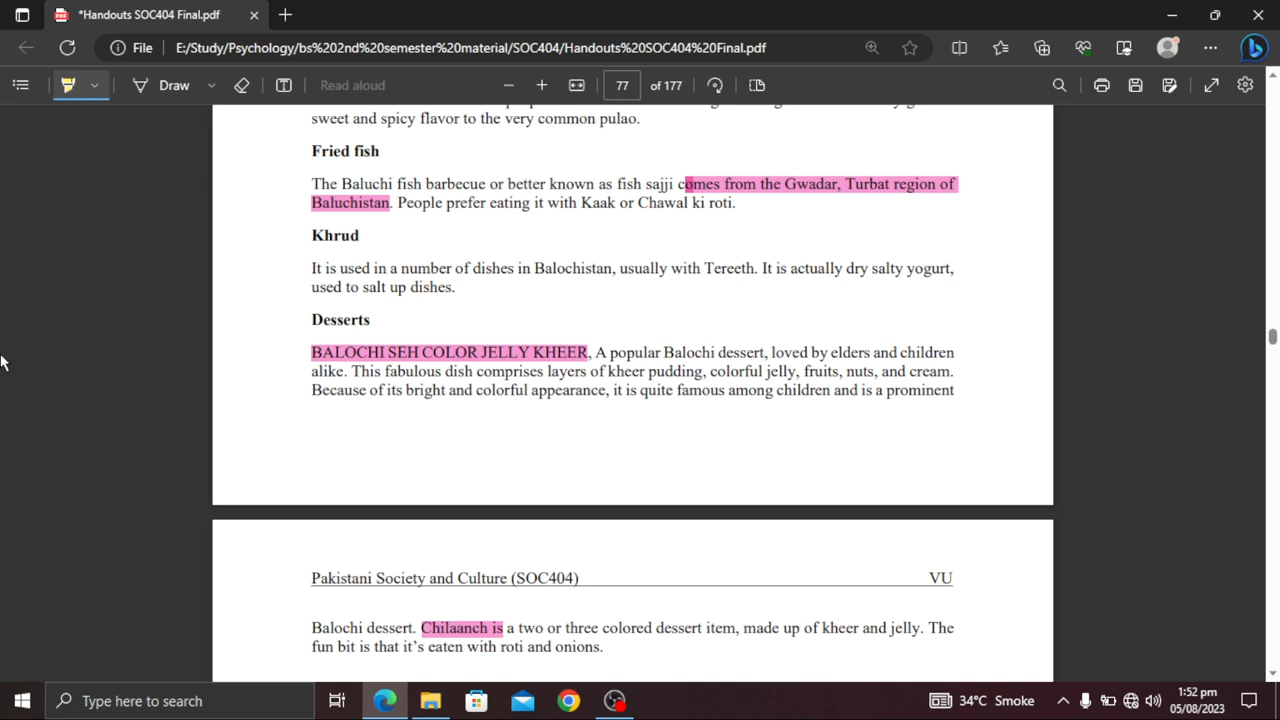 *Handouts SOC404 Final.pdf
File E:/Study/Psychology/bs%202nd%20semester%20material/SOC404/Handouts%20SOC404%20Final.pdf
Draw Read aloud 77 of 177
sweet and spicy flavor to the very common pulao.
Fried fish
The Baluchi fish barbecue or better known as fish sajji comes from the Gwadar, Turbat region of
Baluchistan. People prefer eating it with Kaak or Chawal ki roti.
Khrud
It is used in a number of dishes in Balochistan, usually with Tereeth. It is actually dry salty yogurt,
used to salt up dishes.
Desserts
BALOCHI SEH COLOR JELLY KHEER, A popular Balochi dessert, loved by elders and children
alike. This fabulous dish comprises layers of kheer pudding, colorful jelly, fruits, nuts, and cream.
Because of its bright and colorful appearance, it is quite famous among children and is a prominent
Pakistani Society and Culture (SOC404) VU
Balochi dessert. Chilaanch is a two or three colored dessert item, made up of kheer and jelly. The
fun bit is that it's eaten with roti and onions.
Type here to search
34°C Smoke
1:52 pm
05/08/2023